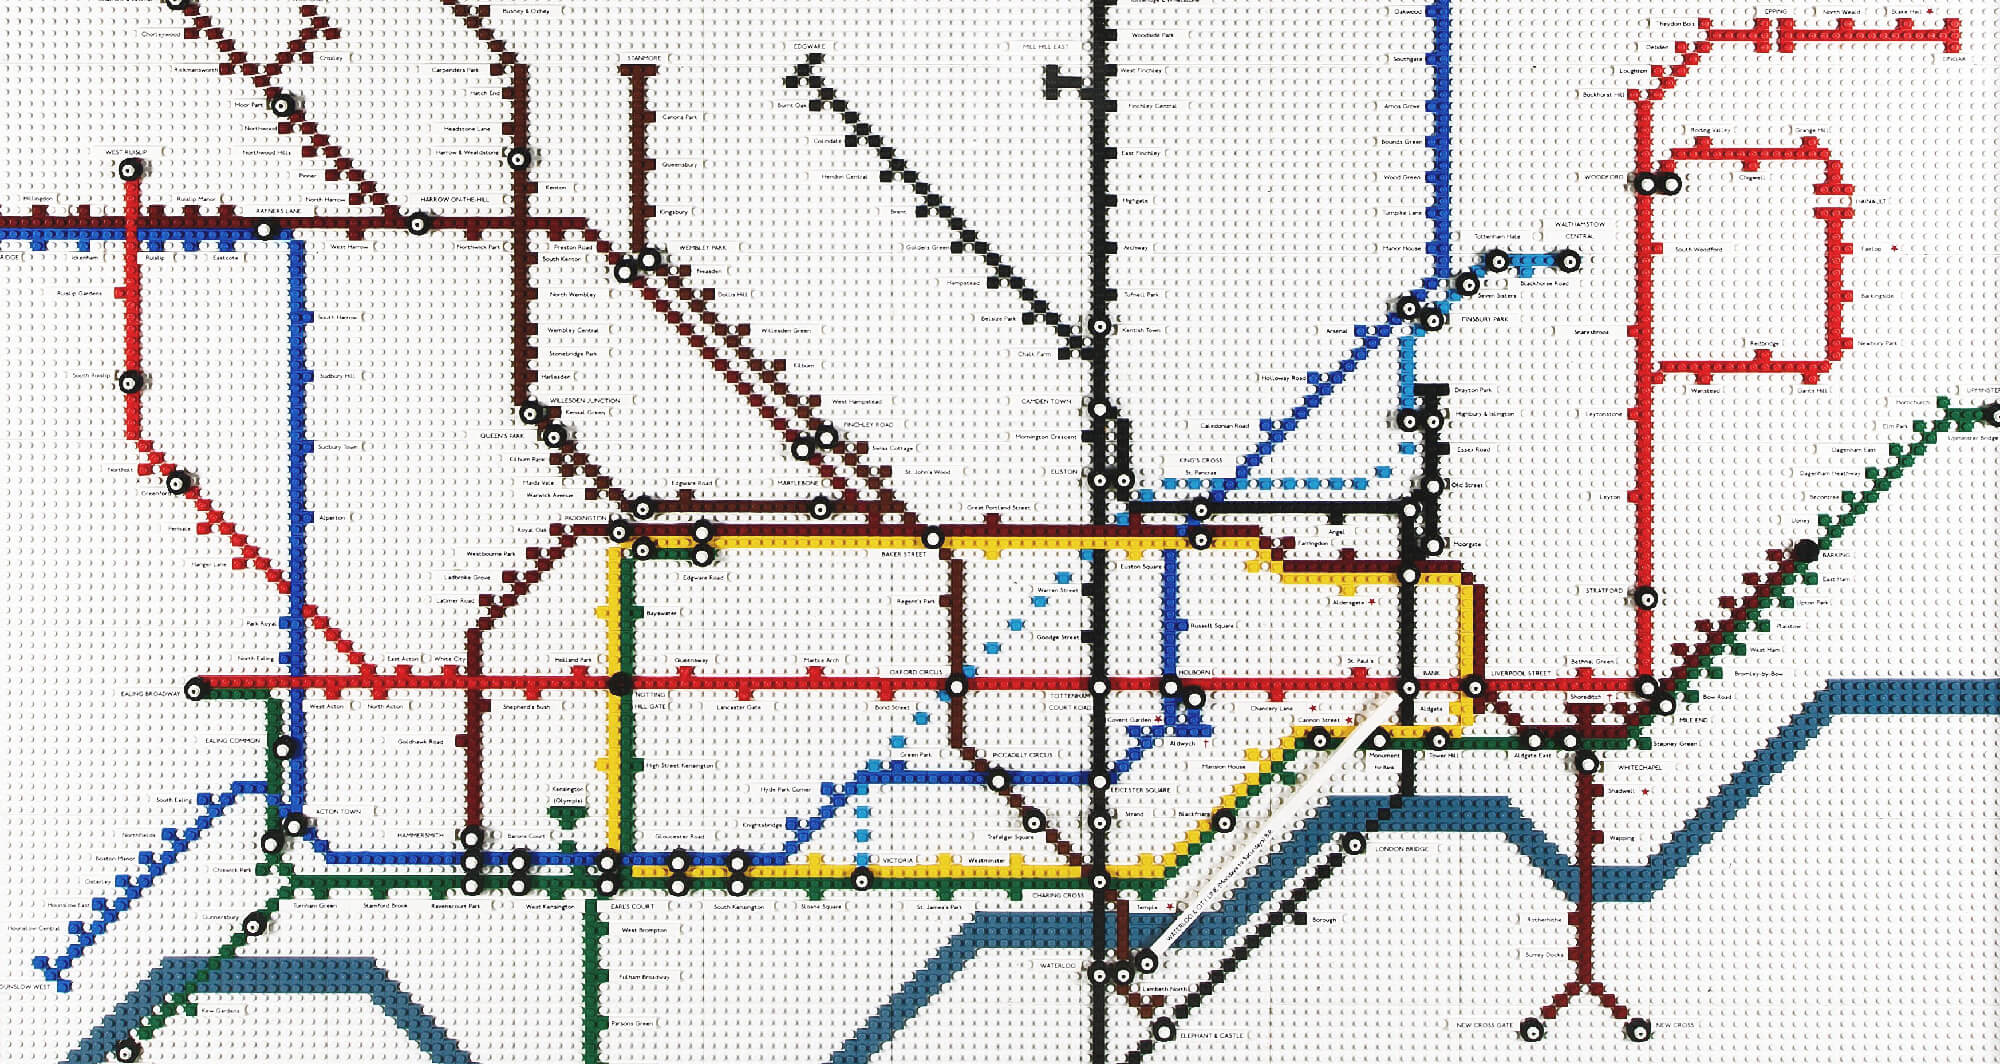 Bushey & Oxhey
Woodside Park
Oakwood
Theydon Bois
EPPING
North Weald
Chorleywood
Croxley
EDGWARE
MILL HILL EAST
Debden
ONGAR
Rickmansworth
Carpenders Park
STANMORE
West Finchley
Southgate
Loughton
Moor Park
Hatch End
Burnt Oak
Finchley Central
Arnos Grove
Buckhurst Hill
Northwood
Headstone Lane
Canons Park
Colindale
Bounds Green
Roding Valley
Grange Hill
WEST RUISLIP
Northwood Hills
Harrow & Wealdstone
Queensbury
East Finchley
Chigwell
Pinner
Kenton
Hendon Central
Wood Green
WOODFORD
Hillingdon
Ruislip Manor
RAYNERS LANE
North Harrow
HARROW ON-THE-HILL
Kingsbury
Brent
Highgate
Turnpike Lane
HAINAULT
West Harrow
Northwick Park
Preston Road
WEMBLEY PARK
Golders Green
Archway
Manor House
Tottenham Hale
WALTHAMSTOW
CENTRAL
South Woodford
Fairlop
Ickenham
Ruislip
Eastcote
South Kenton
Neasden
Hampstead
Blackhorse Road
Seven Sisters
Ruislip Gardens
North Wembley
Dollis Hill
Tufnell Park
Barkingside
South Harrow
Wembley Central
Willesden Green
Belsize Park
Kentish Town
Arsenal
FINSBURY PARK
Snaresbrook
Stonebridge Park
Kilburn
Chalk Farm
Redbridge
Newbury Park
South Ruislip
Sudbury Hill
Harlesden
Holloway Road
Drayton Park
Wanstead
Gants Hill
WILLESDEN JUNCTION
Kensal Green
West Hampstead
CAMDEN TOWN
Highbury & Islington
Leytonstone
Hornchurch
QUEEN'S PARK
FINCHLEY ROAD
Mornington Crescent
Caledonian Road
Elm Park
Upminster Bridge
Sudbury Town
Kilburn Park
Swiss Cottage
Essex Road
Dagenham East
Northolt
St. John's Wood
EUSTON
KING'S CROSS
St. Pancras
Dagenham Heathway
Greenford
Maida Vale
Warwick Avenue
Edgware Road
MARYLEBONE
Old Street
Leyton
Becontree
Perivale
Alperton
PADDINGTON
Royal Oak
Great Portland Street
Angel
Upney
Hanger Lane
Westbourne Park
BAKER STREET
Farringdon
Moorgate
BARKING
Ladbroke Grove
Edgware Road
Euston Square
East Ham
Latimer Road
Bayswater
Regent's Park
Warren Street
Aldersgate
STRATFORD
Upton Park
Park Royal
Goodge Street
Russell Square
Plaistow
North Ealing
East Acton
White City
Holland Park
Queensway
Marble Arch
OXFORD CIRCUS
HOLBORN
St. Paul's
BANK
LIVERPOOL STREET
Bethnal Green
West Ham
Bromley-by-Bow
EALING BROADWAY
West Acton
North Acton
Shepherd's Bush
NOTTING
HILL GATE
Lancaster Gate
Bond Street
TOTTENHAM
COURT ROAD
Chancery Lane
Aldgate
Shoreditch
Bow Road
EALING COMMON
Goldhawk Road
Green Park
Covent Garden
Cannon Street
MILE END
High Street Kensington
PICCADILLY CIRCUS
Aldwych
Mansion House
Monument
for Bank
Tower Hill
Aldgate East
Stepney Green
WHITECHAPEL
South Ealing
Kensington
(Olympia)
Hyde Park Corner
LEICESTER SQUARE
Shadwell
Northfields
ACTON TOWN
HAMMERSMITH
Barons Court
Gloucester Road
Knightsbridge
Trafalgar Square
Strand
Blackfriars
Wapping
Boston Manor
Chiswick Park
VICTORIA
Westminster
LONDON BRIDGE
Osterley
Turnham Green
Stamford Brook
Ravenscourt Park
West Kensington
EARL'S COURT
South Kensington
Sloane Square
St. James's Park
CHARING CROSS
Temple
WATERLOO & CITY LINE
Hounslow East
Gunnersbury
West Brompton
Borough
Rotherhithe
Hounslow Central
Fulham Broadway
WATERLOO
Surrey Docks
HOUNSLOW WEST
Lambeth North
Kew Gardens
Parsons Green
ELEPHANT & CASTLE
NEW CROSS GATE
NEW CROSS